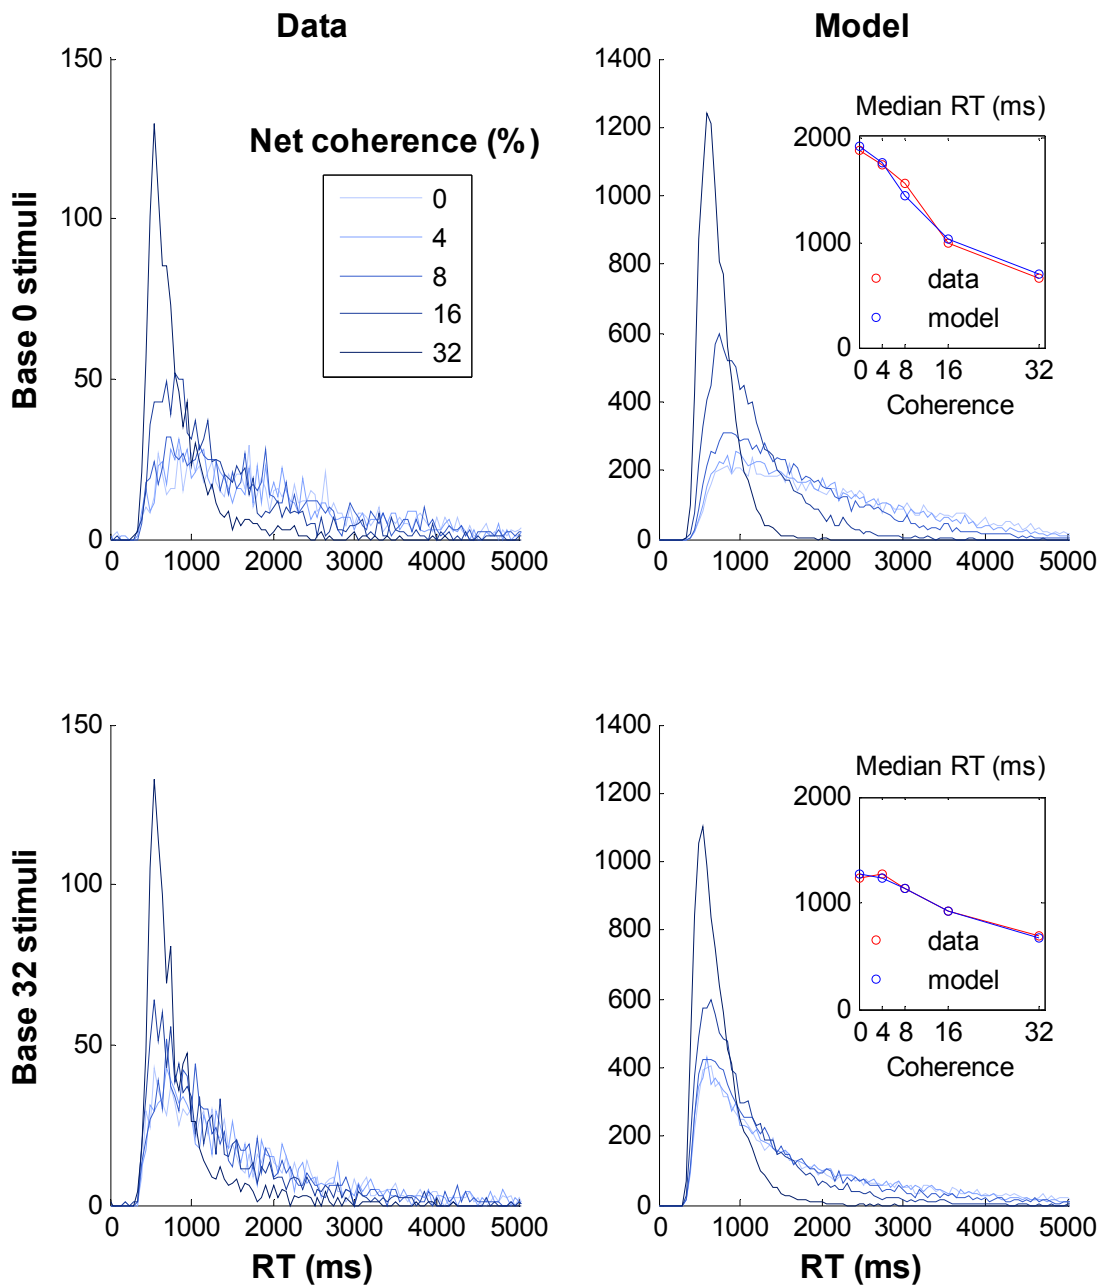 Data
Model
Base 0 stimuli
150
100
50
0
0 1000 2000 3000 4000 5000
Net coherence (%)
0
4
8
16
32
1400
1200
1000
800
600
400
200
0
0 1000 2000 3000 4000 5000
Median RT (ms)
2000
1000
0
data
model
0 4 8 16 32
Coherence
Base 32 stimuli
150
100
50
0
0 1000 2000 3000 4000 5000
RT (ms)
1400
1200
1000
800
600
400
200
0
0 1000 2000 3000 4000 5000
RT (ms)
Median RT (ms)
2000
1000
0
data
model
0 4 8 16 32
Coherence